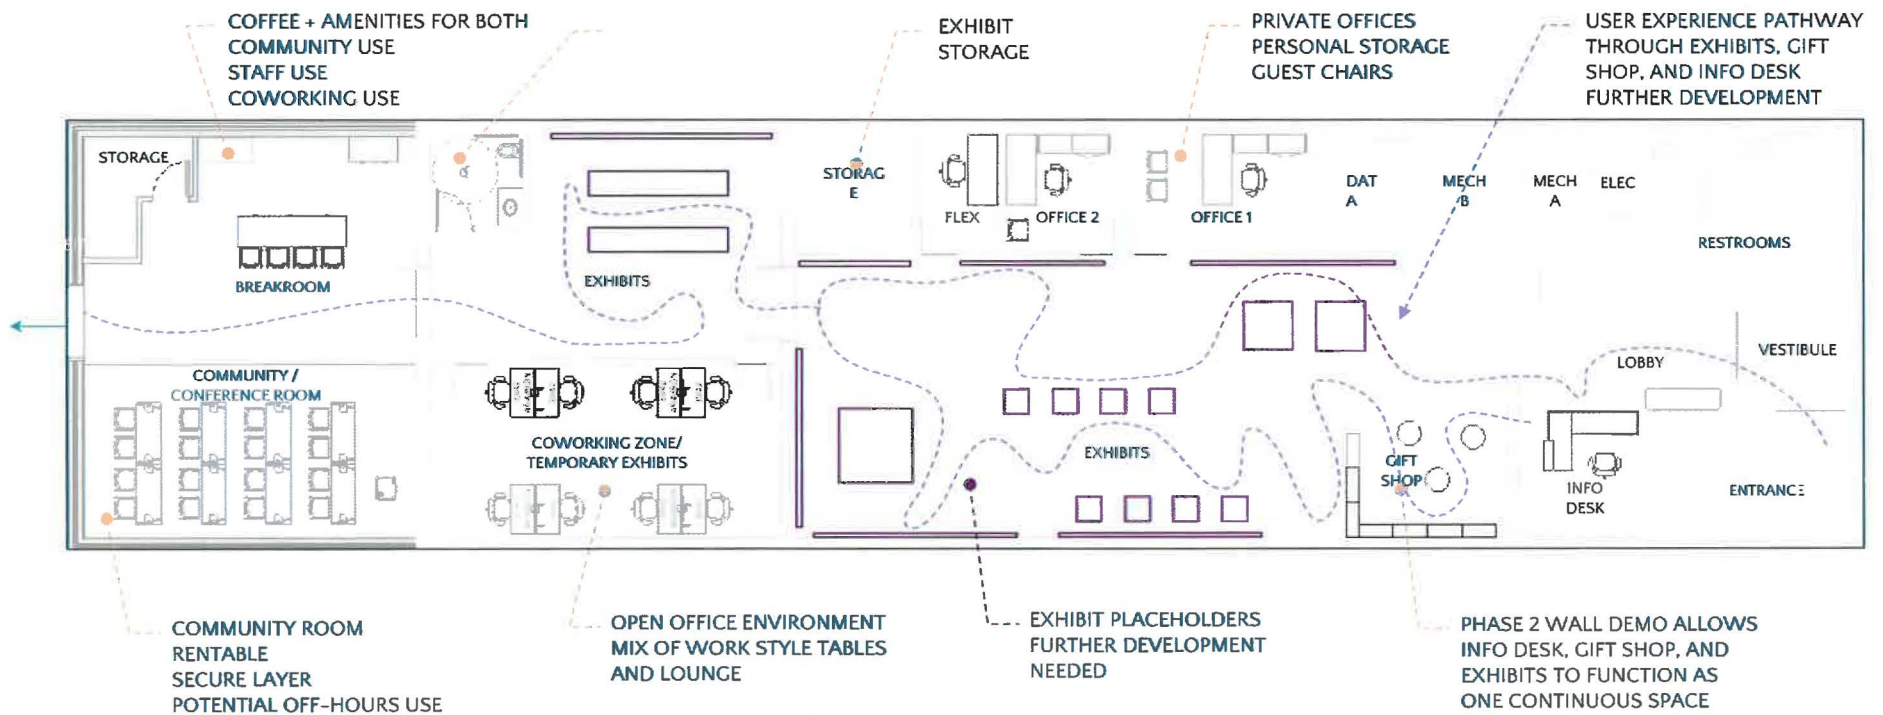 COFFEE + AMENITIES FOR BOTH
COMMUNITY USE
STAFF USE
COWORKING USE
EXHIBIT
STORAGE
PRIVATE OFFICES
PERSONAL STORAGE
GUEST CHAIRS
USER EXPERIENCE PATHWAY
THROUGH EXHIBITS, GIFT
SHOP, AND INFO DESK
FURTHER DEVELOPMENT
STORAGE
BREAKROOM
EXHIBITS
STORAG
E
FLEX
OFFICE 2
OFFICE 1
DAT
A
MECH
B
MECH
A
ELEC
RESTROOMS
COMMUNITY /
CONFERENCE ROOM
COWORKING ZONE/
TEMPORARY EXHIBITS
EXHIBITS
GIFT
SHOP
LOBBY
VESTIBULE
INFO
DESK
ENTRANCE
COMMUNITY ROOM
RENTABLE
SECURE LAYER
POTENTIAL OFF-HOURS USE
OPEN OFFICE ENVIRONMENT
MIX OF WORK STYLE TABLES
AND LOUNGE
EXHIBIT PLACEHOLDERS
FURTHER DEVELOPMENT
NEEDED
PHASE 2 WALL DEMO ALLOWS
INFO DESK, GIFT SHOP, AND
EXHIBITS TO FUNCTION AS
ONE CONTINUOUS SPACE